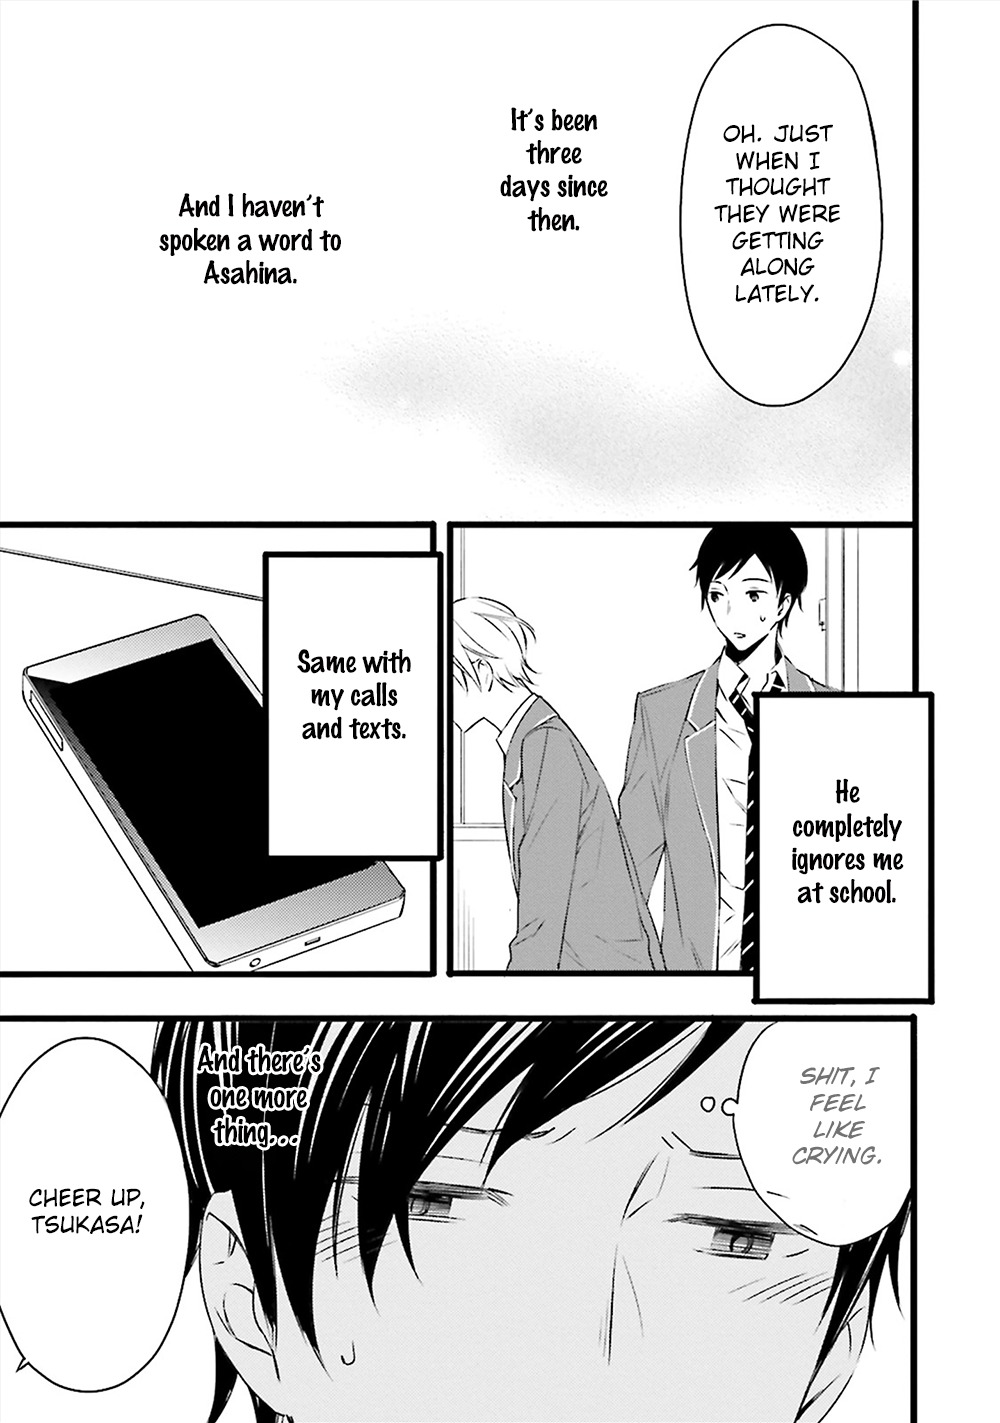 OH. JUST
WHEN I
THOUGHT
THEY WERE
GETTING
ALONG
LATELY.
It's been
three
days since
then.
And I haven't
spoken a word to
Asahina.
He
completely
ignores me
at school.
Same with
my calls
and texts.
SHIT, I
FEEL
LIKE
CRYING.
And there's
one more
thing...
CHEER UP,
TSUKASA!